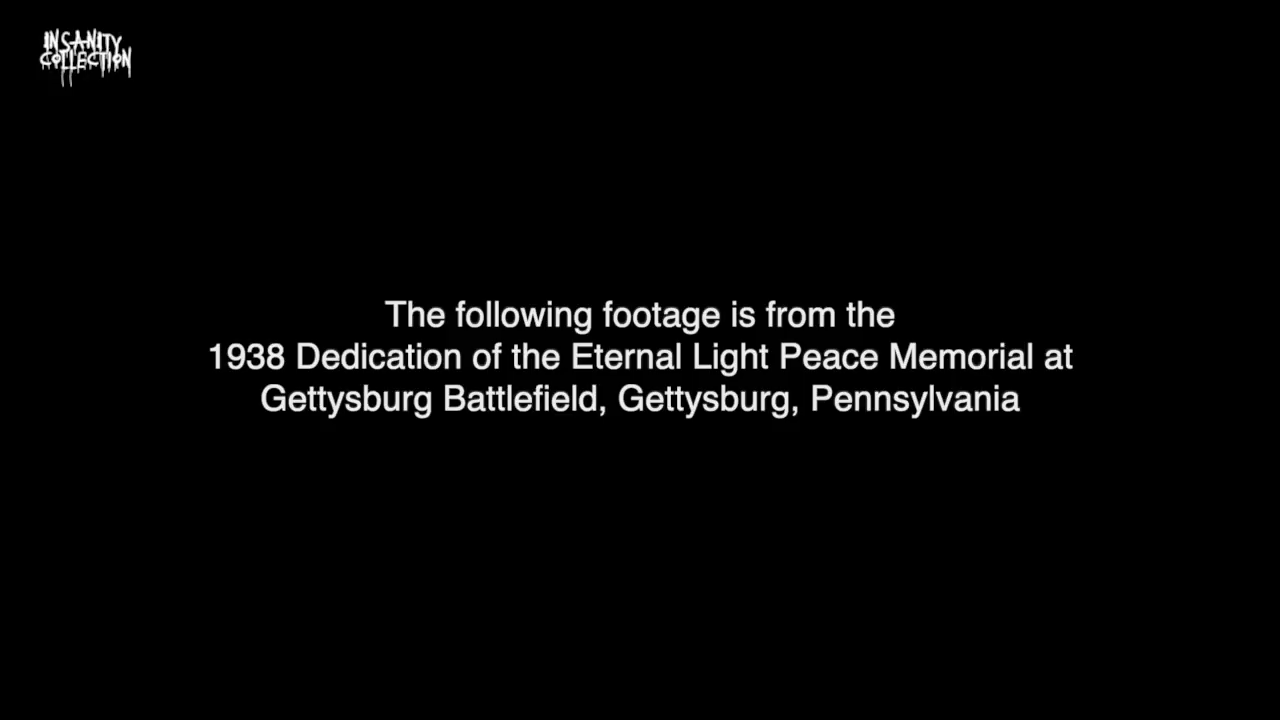 INSANITY
COLLECTION
The following footage is from the
1938 Dedication of the Eternal Light Peace Memorial at
Gettysburg Battlefield, Gettysburg, Pennsylvania